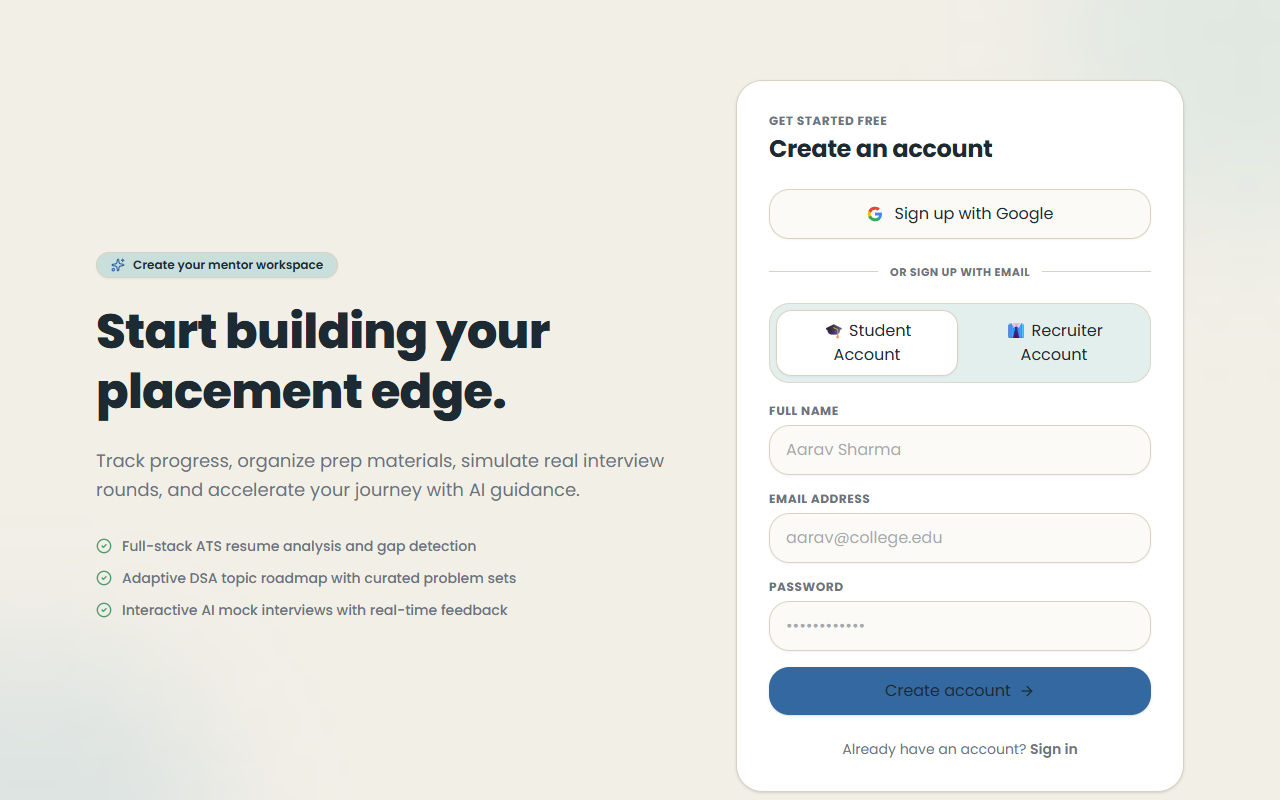 Create your mentor workspace
Start building your
placement edge.
Track progress, organize prep materials, simulate real interview
rounds, and accelerate your journey with AI guidance.
Full-stack ATS resume analysis and gap detection
Adaptive DSA topic roadmap with curated problem sets
Interactive AI mock interviews with real-time feedback
GET STARTED FREE
Create an account
Sign up with Google
OR SIGN UP WITH EMAIL
🎓 Student
Account
👔 Recruiter
Account
FULL NAME
Aarav Sharma
EMAIL ADDRESS
aarav@college.edu
PASSWORD
••••••••••••
Create account →
Already have an account? Sign in